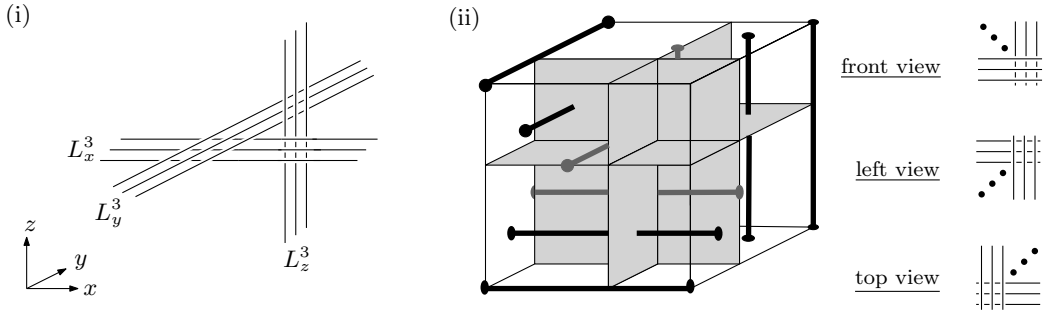 (i)
L_x^3
L_y^3
L_z^3
z
y
x
(ii)
front view
left view
top view